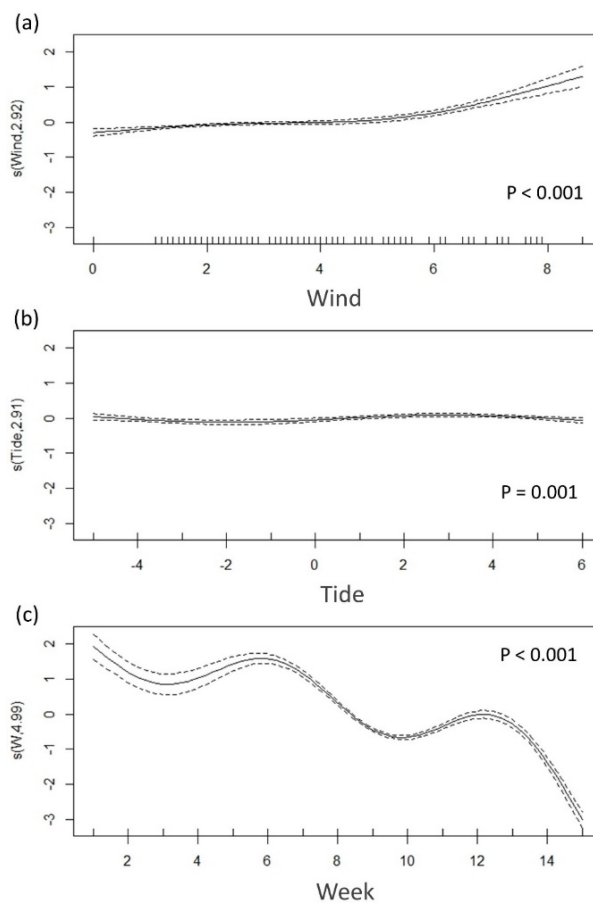 (a)
2
1
0
-1
-2
-3
s(Wind,2.92)
P < 0.001
0 2 4 6 8
Wind
(b)
2
1
0
-1
-2
-3
s(Tide,2.91)
P = 0.001
-4 -2 0 2 4 6
Tide
(c)
2
1
0
-1
-2
-3
s(W,4.99)
P < 0.001
2 4 6 8 10 12 14
Week